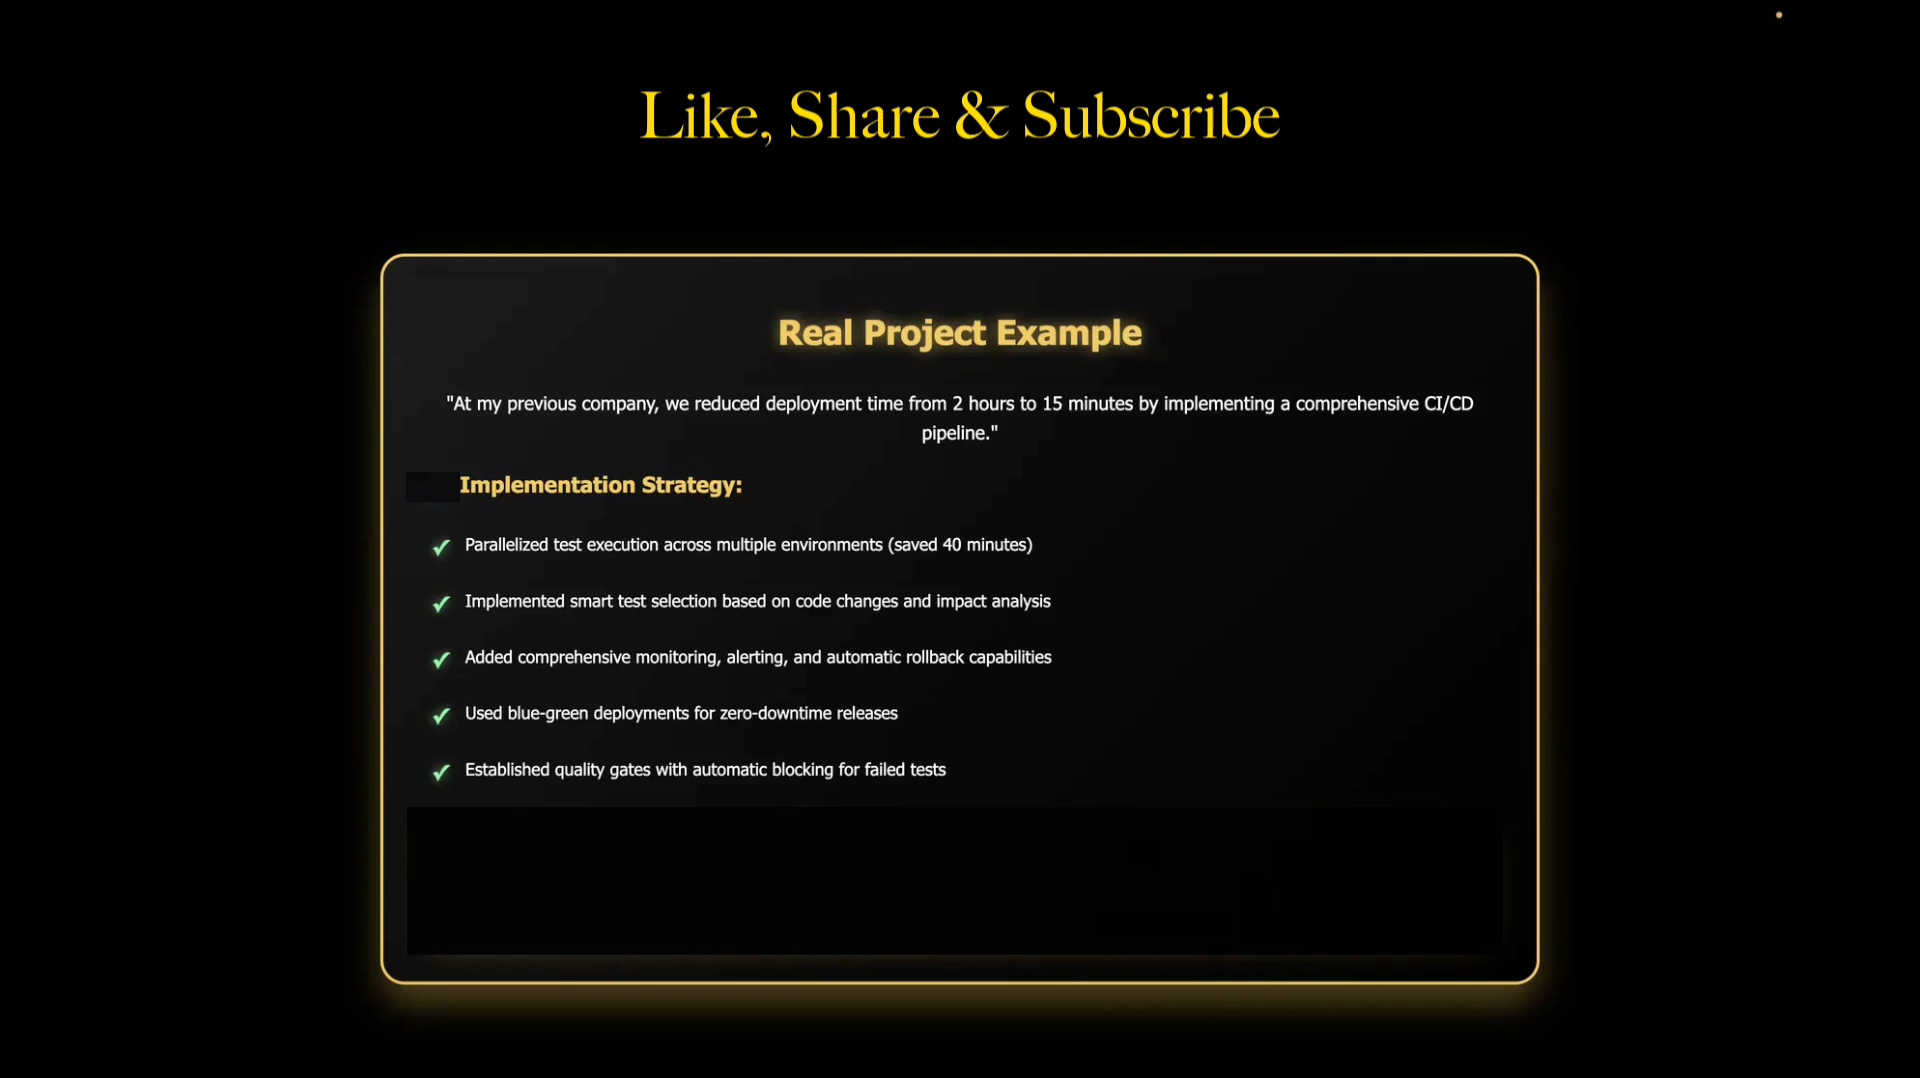 Like, Share & Subscribe
Real Project Example
"At my previous company, we reduced deployment time from 2 hours to 15 minutes by implementing a comprehensive CI/CD
pipeline."
Implementation Strategy:
✓ Parallelized test execution across multiple environments (saved 40 minutes)
✓ Implemented smart test selection based on code changes and impact analysis
✓ Added comprehensive monitoring, alerting, and automatic rollback capabilities
✓ Used blue-green deployments for zero-downtime releases
✓ Established quality gates with automatic blocking for failed tests